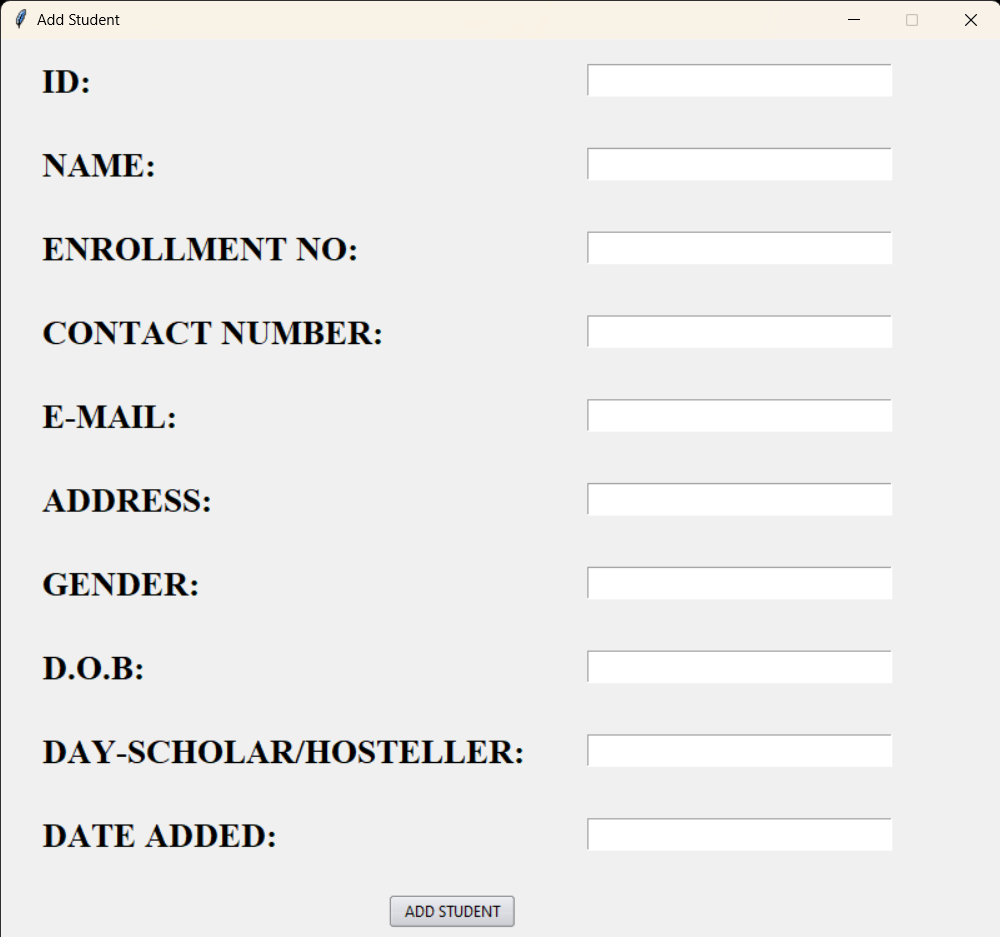 Add Student
ID:
NAME:
ENROLLMENT NO:
CONTACT NUMBER:
E-MAIL:
ADDRESS:
GENDER:
D.O.B:
DAY-SCHOLAR/HOSTELLER:
DATE ADDED:
ADD STUDENT